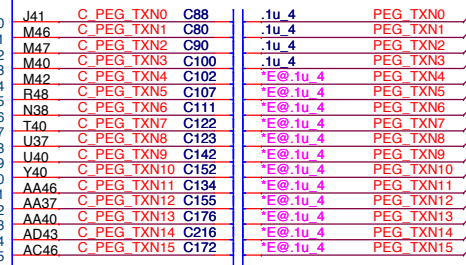 J41 C_PEG_TXN0 C88 .1u_4 PEG_TXN0
M46 C_PEG_TXN1 C80 .1u_4 PEG_TXN1
M47 C_PEG_TXN2 C90 .1u_4 PEG_TXN2
M40 C_PEG_TXN3 C100 .1u_4 PEG_TXN3
M42 C_PEG_TXN4 C102 *E@.1u_4 PEG_TXN4
R48 C_PEG_TXN5 C107 *E@.1u_4 PEG_TXN5
N38 C_PEG_TXN6 C111 *E@.1u_4 PEG_TXN6
T40 C_PEG_TXN7 C122 *E@.1u_4 PEG_TXN7
U37 C_PEG_TXN8 C123 *E@.1u_4 PEG_TXN8
U40 C_PEG_TXN9 C142 *E@.1u_4 PEG_TXN9
Y40 C_PEG_TXN10 C152 *E@.1u_4 PEG_TXN10
AA46 C_PEG_TXN11 C134 *E@.1u_4 PEG_TXN11
AA37 C_PEG_TXN12 C155 *E@.1u_4 PEG_TXN12
AA40 C_PEG_TXN13 C176 *E@.1u_4 PEG_TXN13
AD43 C_PEG_TXN14 C216 *E@.1u_4 PEG_TXN14
AC46 C_PEG_TXN15 C172 *E@.1u_4 PEG_TXN15